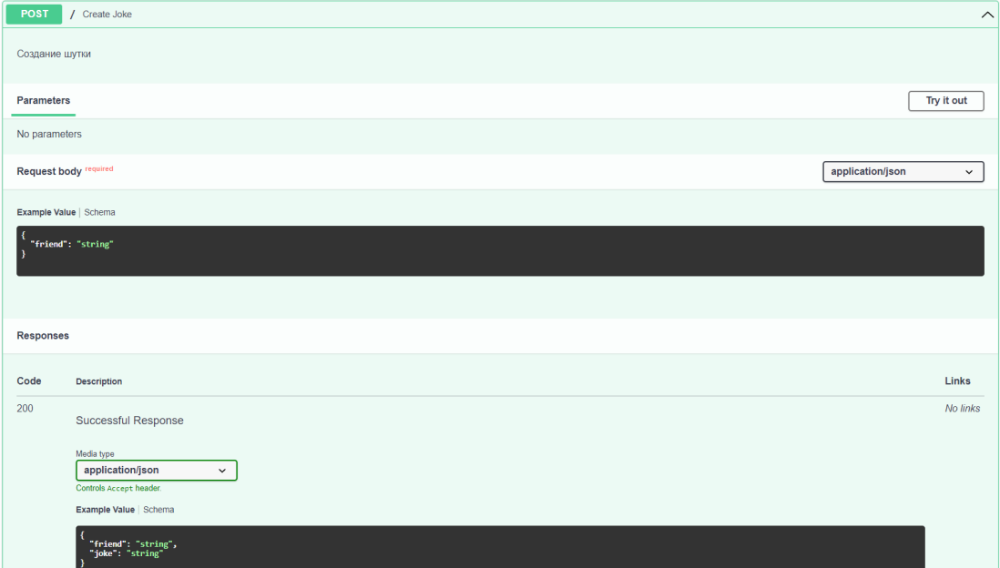 POST / Create Joke
Создание шутки
Parameters Try it out
No parameters
Request body required application/json
Example Value Schema
{
"friend": "string"
}
Responses
Code Description Links
200 No links
Successful Response
Media type
application/json
Controls Accept header.
Example Value Schema
{
"friend": "string",
"joke": "string"
}